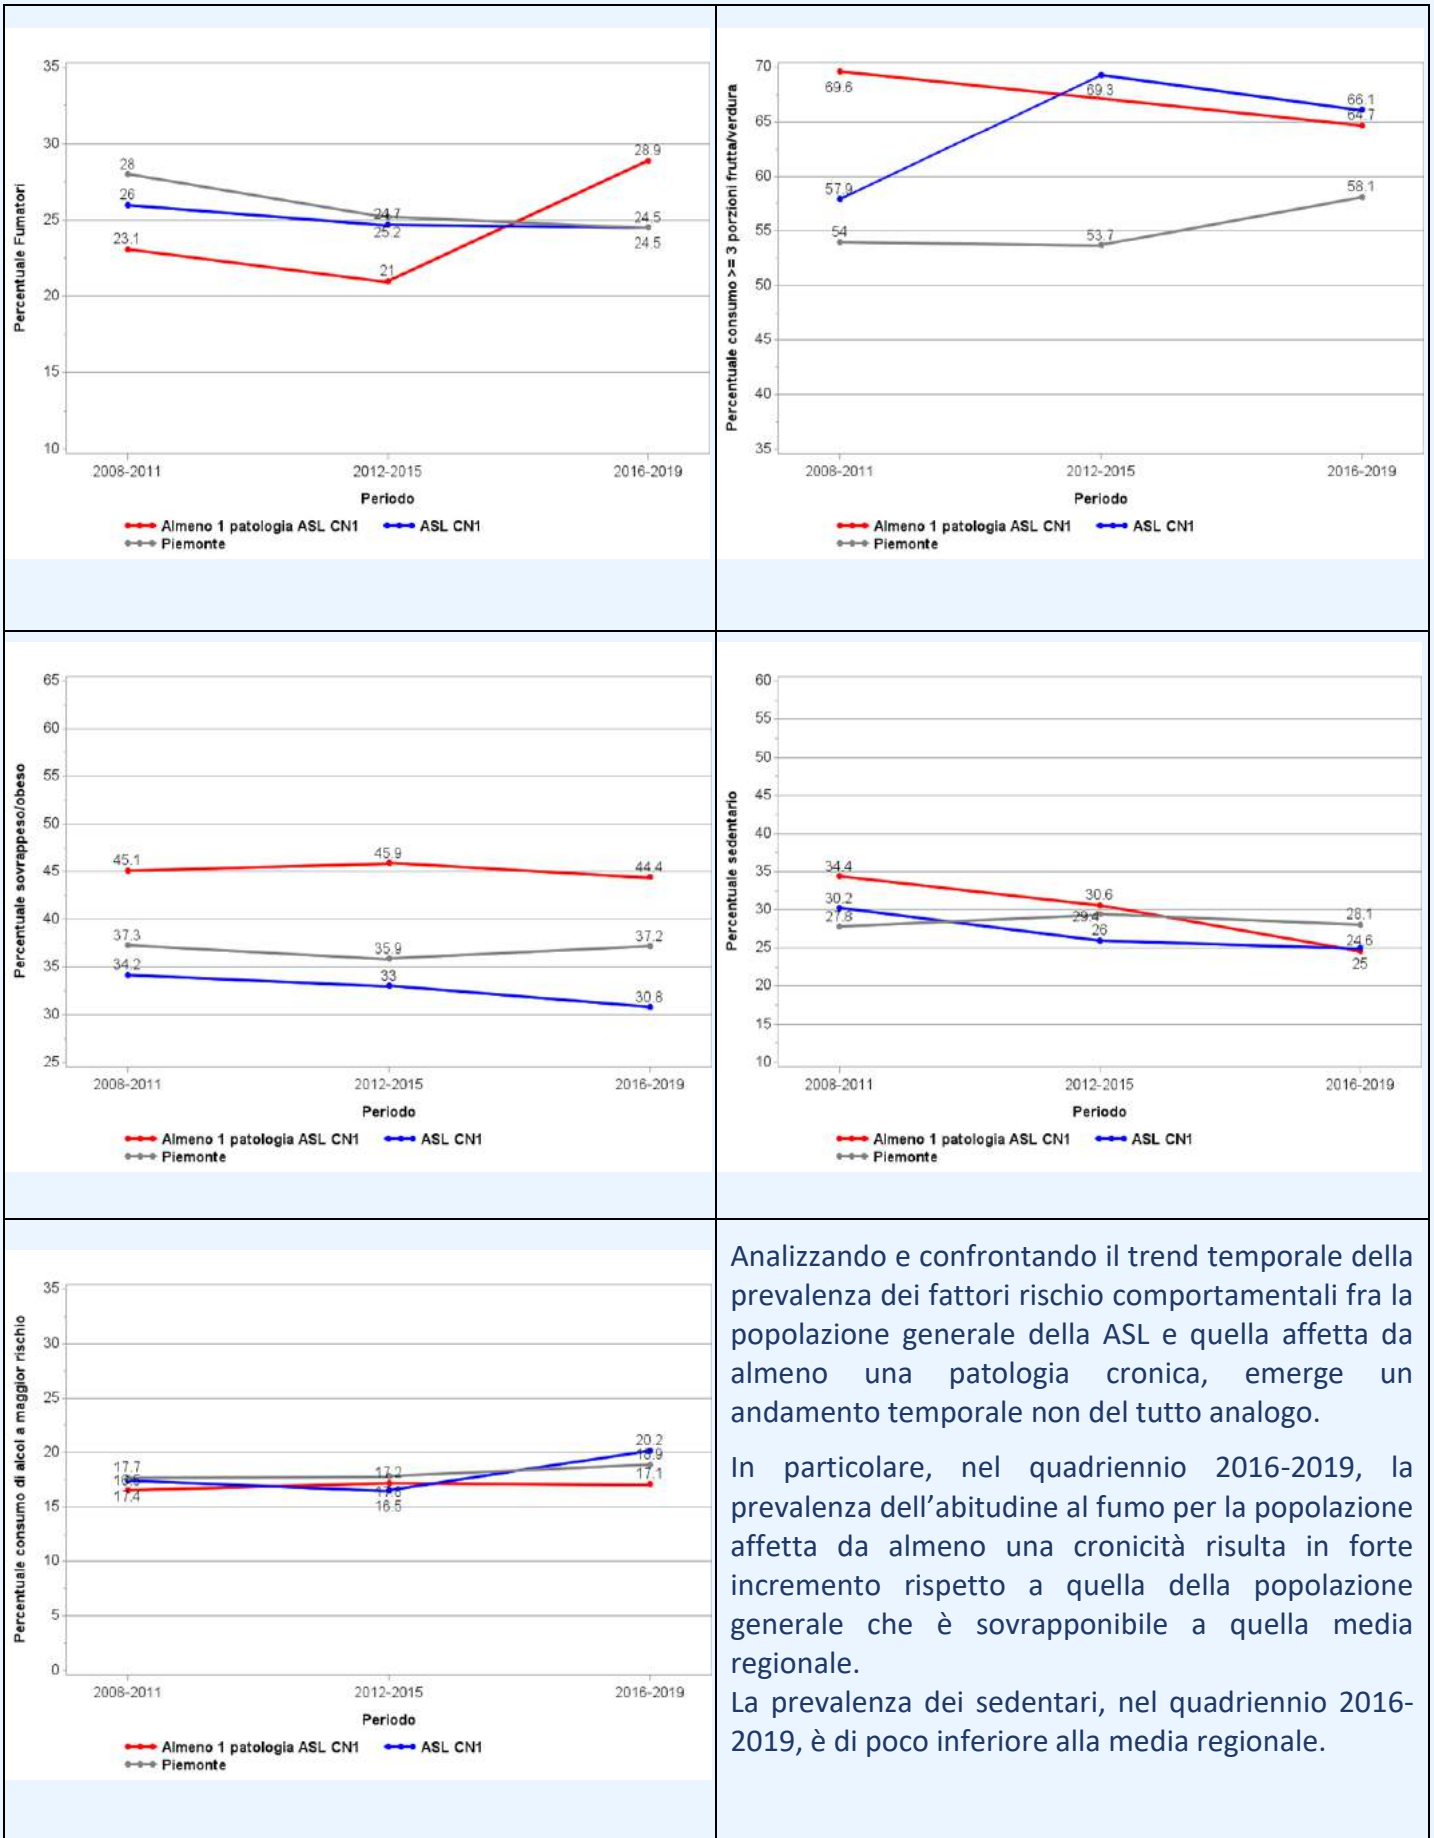 35
30
25
20
15
10
Percentuale Fumatori
28
26
23.1
24.7
25.2
21
28.9
24.5
24.5
2008-2011 2012-2015 2016-2019
Periodo
Almeno 1 patologia ASL CN1 ASL CN1
Piemonte
70
65
60
55
50
45
40
35
Percentuale consumo >= 3 porzioni frutta/verdura
69.6
57.9
54
69.3
53.7
66.1
64.7
58.1
2008-2011 2012-2015 2016-2019
Periodo
Almeno 1 patologia ASL CN1 ASL CN1
Piemonte
65
60
55
50
45
40
35
30
25
Percentuale sovrappeso/obeso
45.1
37.3
34.2
45.9
35.9
33
44.4
37.2
30.8
2008-2011 2012-2015 2016-2019
Periodo
Almeno 1 patologia ASL CN1 ASL CN1
Piemonte
60
55
50
45
40
35
30
25
20
15
10
Percentuale sedentario
34.4
30.2
27.8
30.6
29.4
26
28.1
24.6
25
2008-2011 2012-2015 2016-2019
Periodo
Almeno 1 patologia ASL CN1 ASL CN1
Piemonte
35
30
25
20
15
10
5
0
Percentuale consumo di alcol a maggior rischio
17.7
16.5
17.4
17.2
17.8
16.5
20.2
18.9
17.1
2008-2011 2012-2015 2016-2019
Periodo
Almeno 1 patologia ASL CN1 ASL CN1
Piemonte
Analizzando e confrontando il trend temporale della
prevalenza dei fattori rischio comportamentali fra la
popolazione generale della ASL e quella affetta da
almeno una patologia cronica, emerge un
andamento temporale non del tutto analogo.
In particolare, nel quadriennio 2016-2019, la
prevalenza dell’abitudine al fumo per la popolazione
affetta da almeno una cronicità risulta in forte
incremento rispetto a quella della popolazione
generale che è sovrapponibile a quella media
regionale.
La prevalenza dei sedentari, nel quadriennio 2016-
2019, è di poco inferiore alla media regionale.